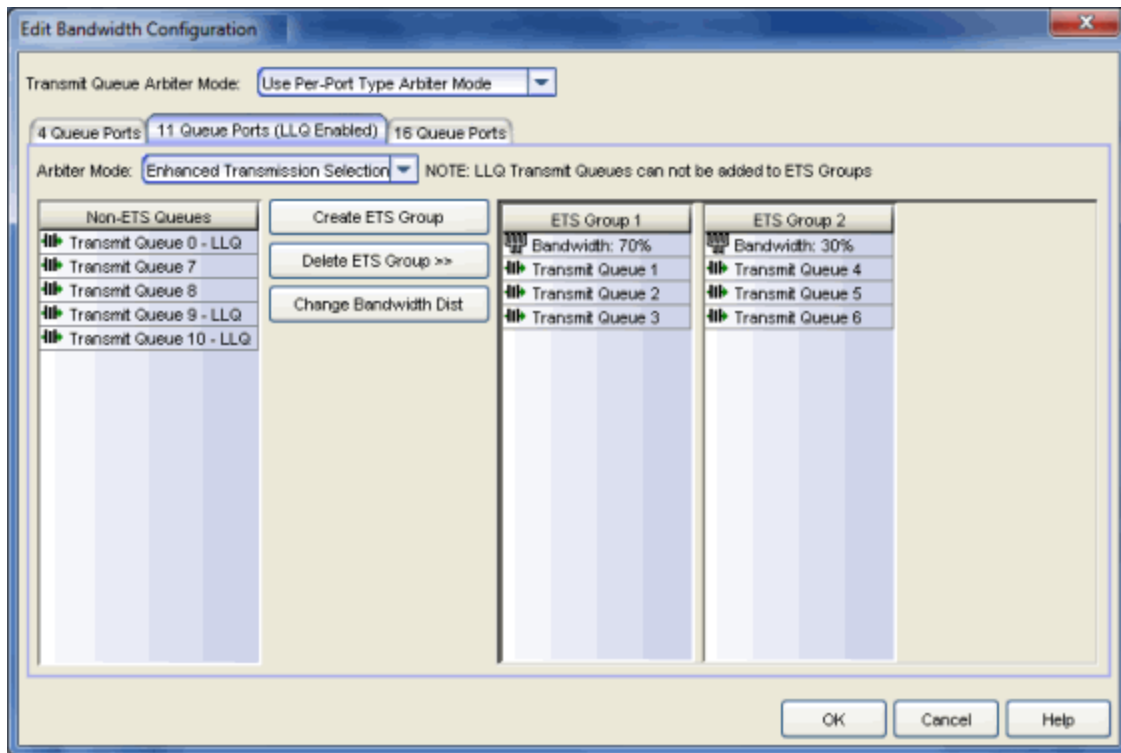 Edit Bandwidth Configuration
Transmit Queue Arbiter Mode: Use Per-Port Type Arbiter Mode
4 Queue Ports 11 Queue Ports (LLQ Enabled) 16 Queue Ports
Arbiter Mode: Enhanced Transmission Selection NOTE: LLQ Transmit Queues can not be added to ETS Groups
Non-ETS Queues
Transmit Queue 0 - LLQ
Transmit Queue 7
Transmit Queue 8
Transmit Queue 9 - LLQ
Transmit Queue 10 - LLQ
Create ETS Group
Delete ETS Group >>
Change Bandwidth Dist
ETS Group 1
Bandwidth: 70%
Transmit Queue 1
Transmit Queue 2
Transmit Queue 3
ETS Group 2
Bandwidth: 30%
Transmit Queue 4
Transmit Queue 5
Transmit Queue 6
OK Cancel Help